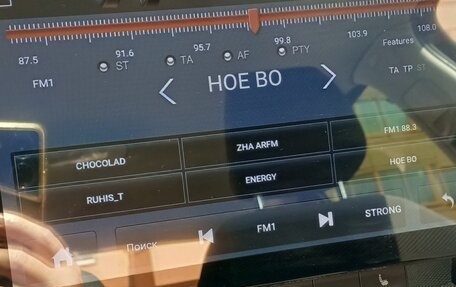 87.5 91.6 95.7 99.8 103.9 108.0
ST TA AF PTY Features
FM1 HOE BO TA TP ST
CHOCOLAD ZHA ARFM FM1 88.3
RUHIS_T ENERGY HOE BO
Поиск FM1 STRONG